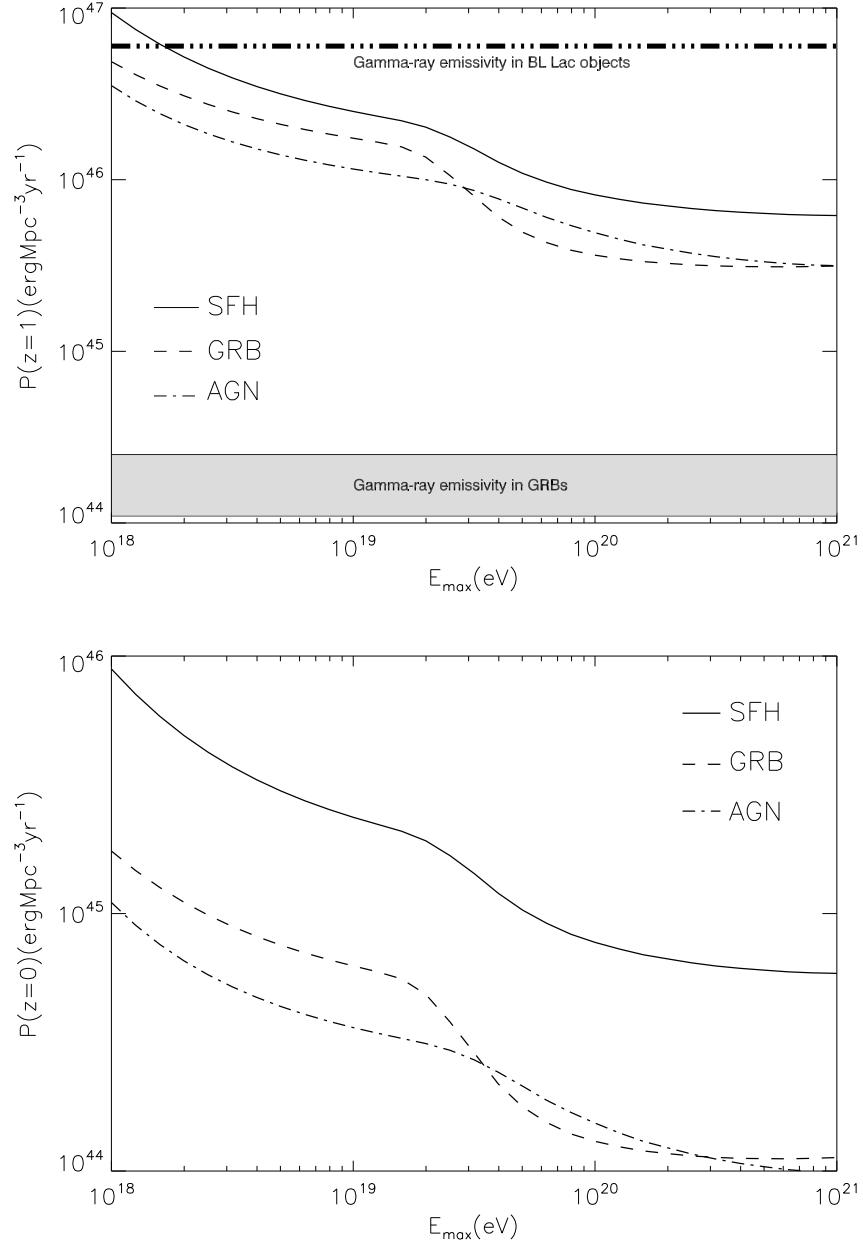 10^47
Gamma-ray emissivity in BL Lac objects
10^46
P(z=1)(ergMpc^-3yr^-1)
SFH
GRB
AGN
10^45
Gamma-ray emissivity in GRBs
10^44
10^18 10^19 10^20 10^21
E_max(eV)
10^46
SFH
GRB
AGN
P(z=0)(ergMpc^-3yr^-1)
10^45
10^44
10^18 10^19 10^20 10^21
E_max(eV)